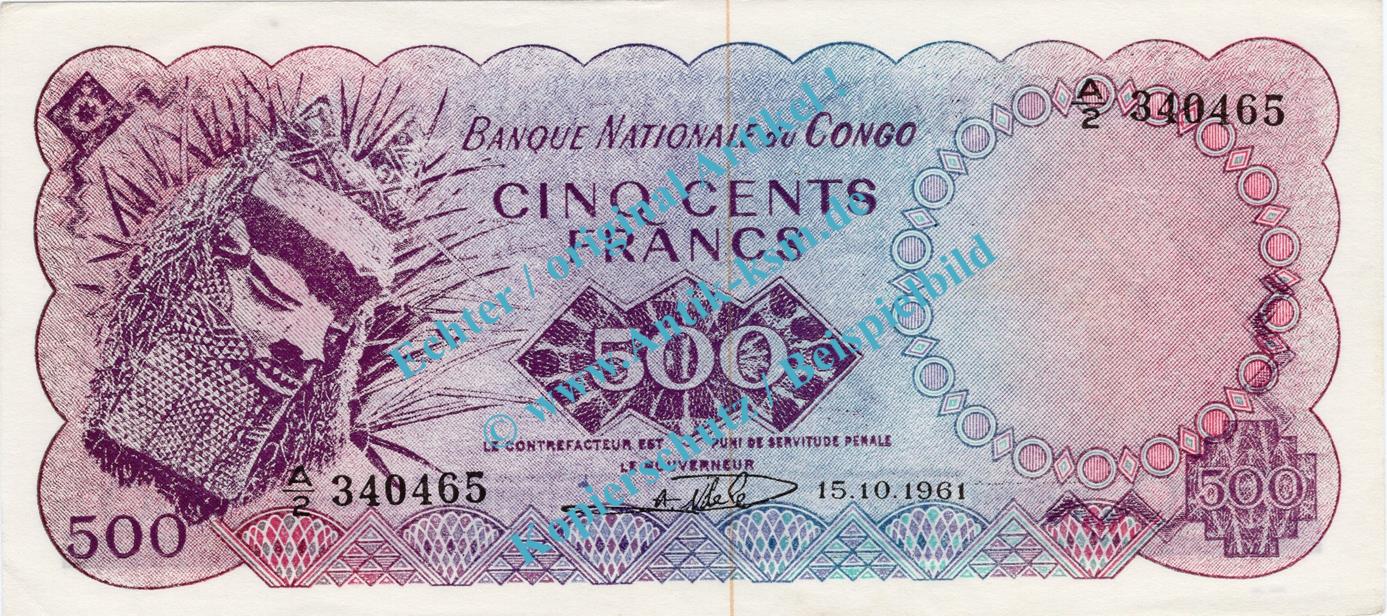 A/2 340465
BANQUE NATIONALE DU CONGO
CINQ CENTS
FRANCS
500
LE CONTREFACTEUR EST PUNI DE SERVITUDE PENALE
LE GOUVERNEUR
15.10.1961
A/2 340465
500
500
Echter / original Artikel !
© www.Antik-ksm.de
Kopierschutz / Beispielbild